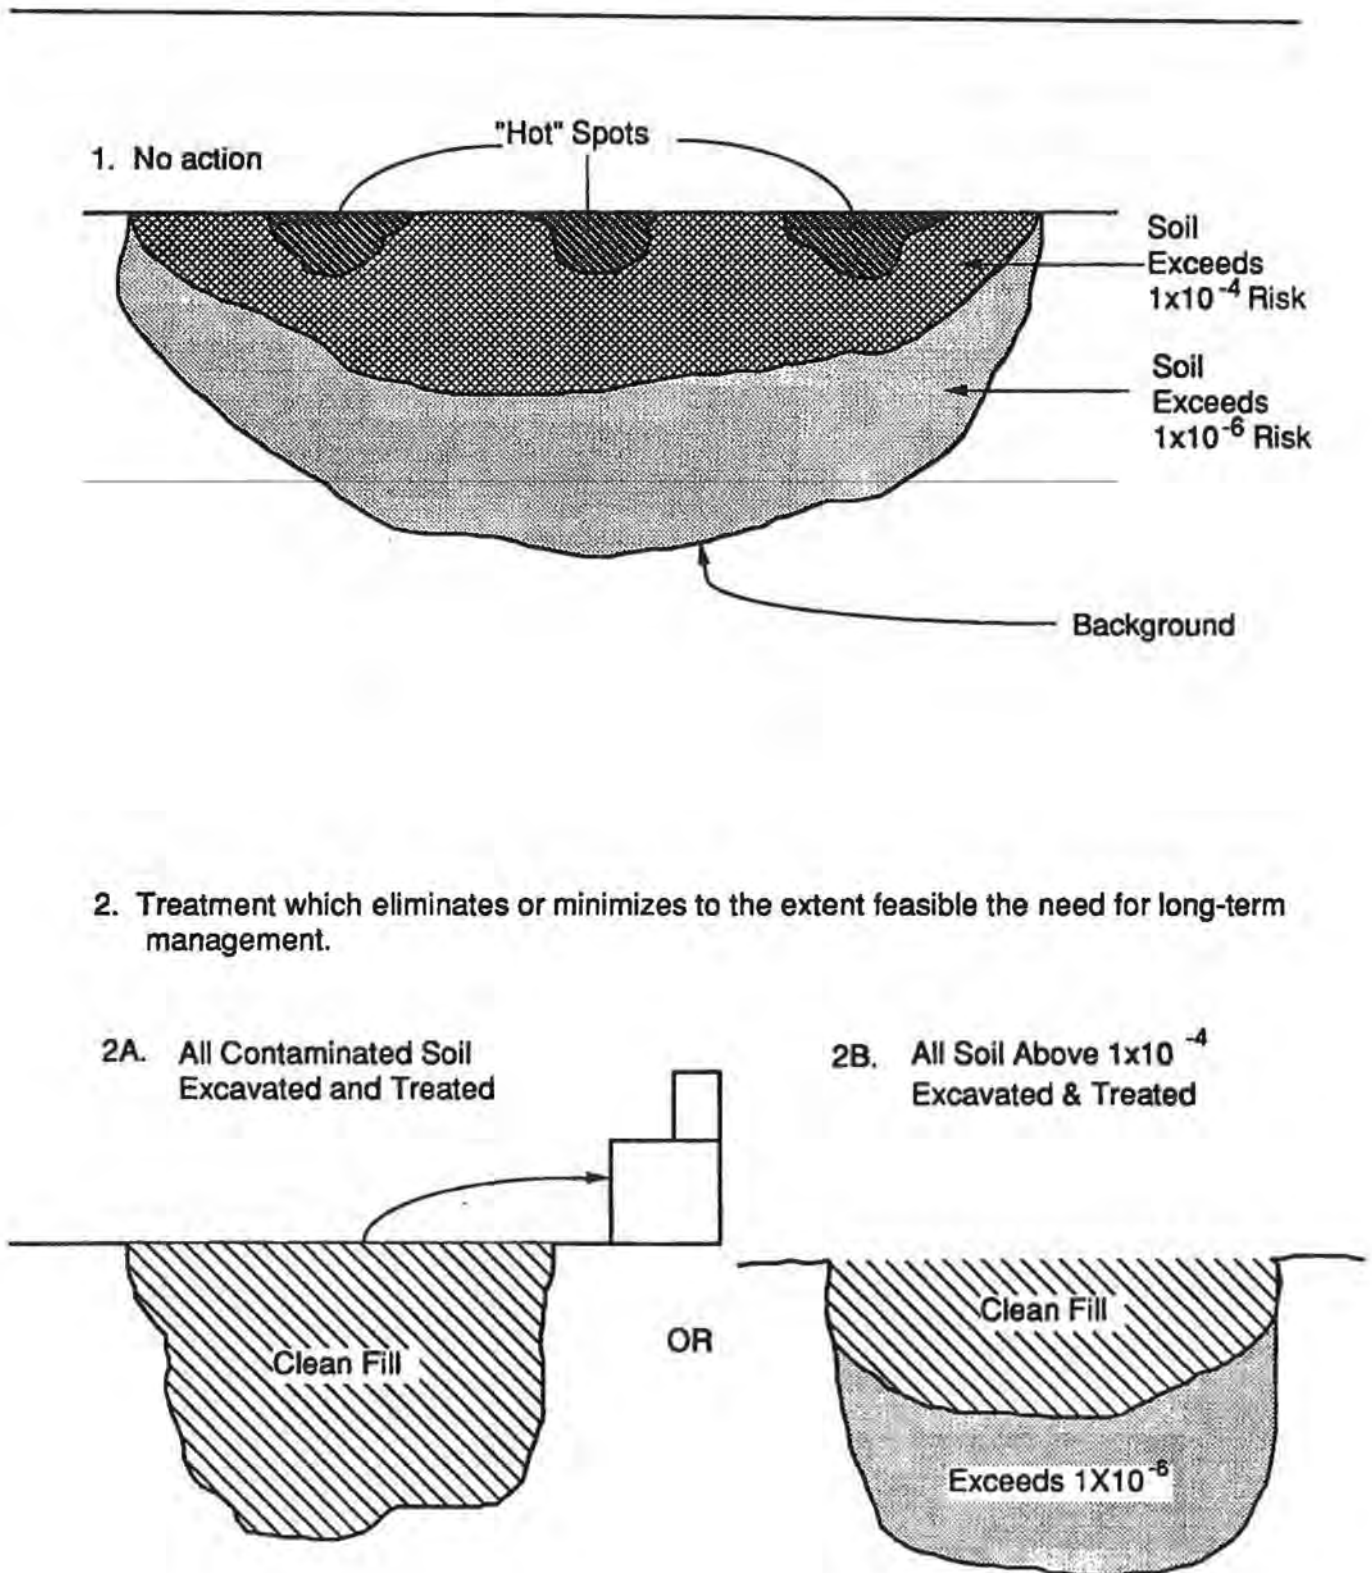 "Hot" Spots
1. No action
Soil
Exceeds
1x10⁻⁴ Risk
Soil
Exceeds
1x10⁻⁶ Risk
Background
2. Treatment which eliminates or minimizes to the extent feasible the need for long-term
management.
2A. All Contaminated Soil
Excavated and Treated
2B. All Soil Above 1x10⁻⁴
Excavated & Treated
Clean Fill
OR
Clean Fill
Exceeds 1X10⁻⁶